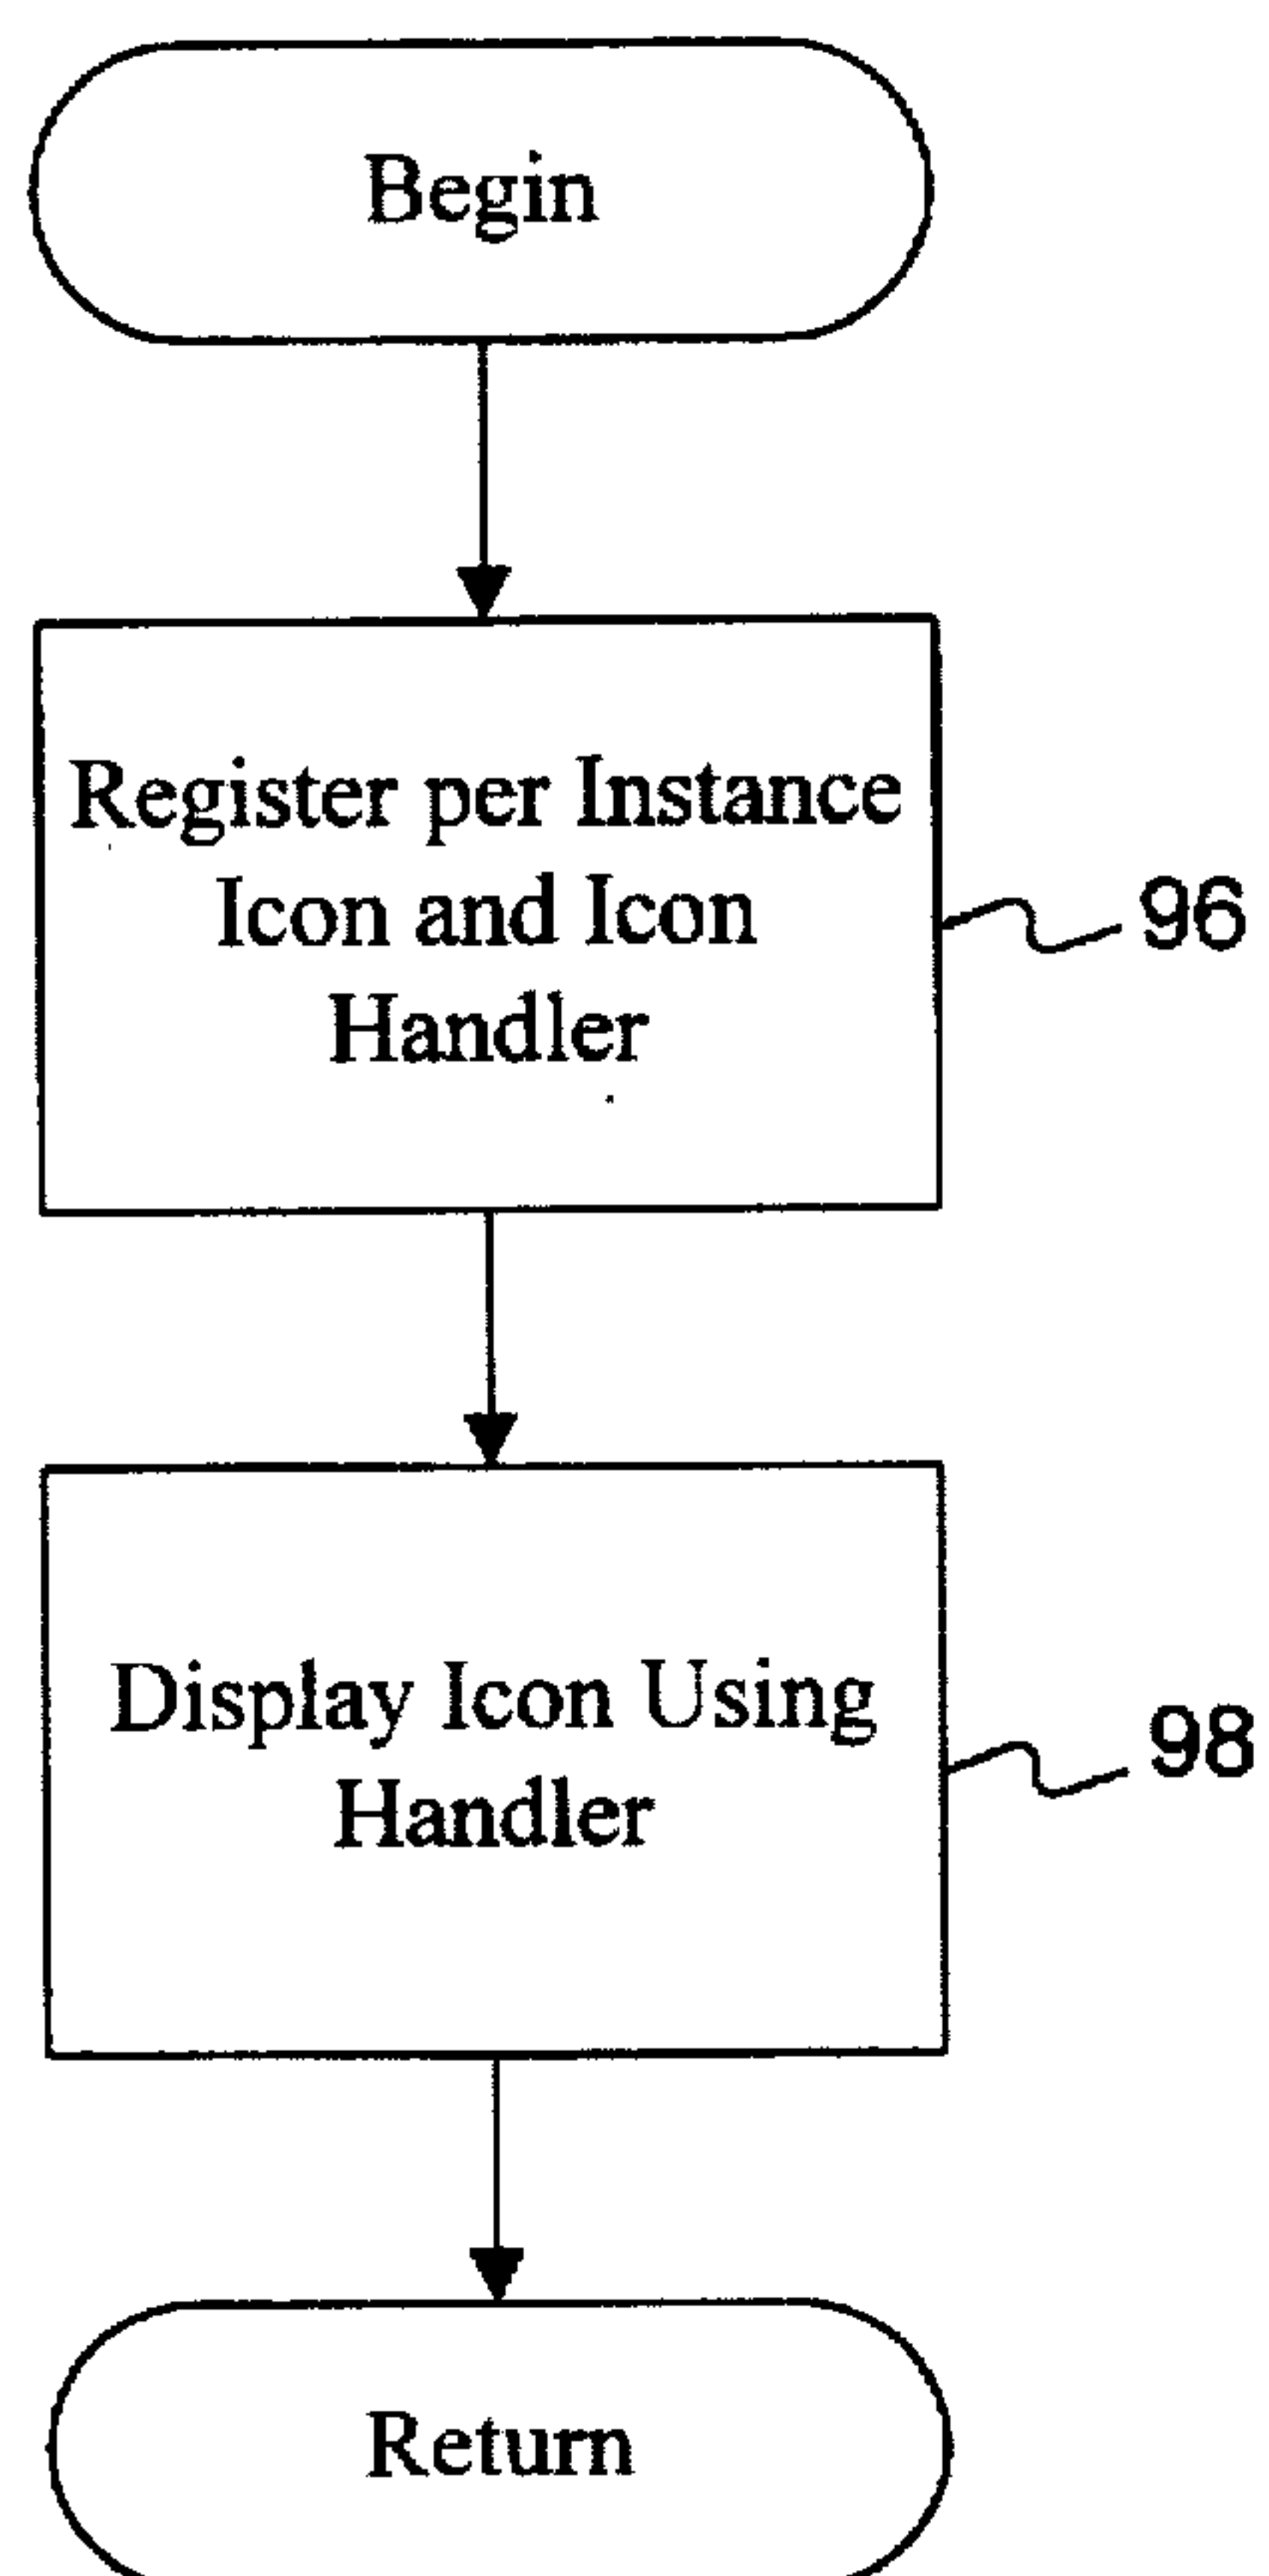 Begin
Register per Instance
Icon and Icon
Handler
96
Display Icon Using
Handler
98
Return